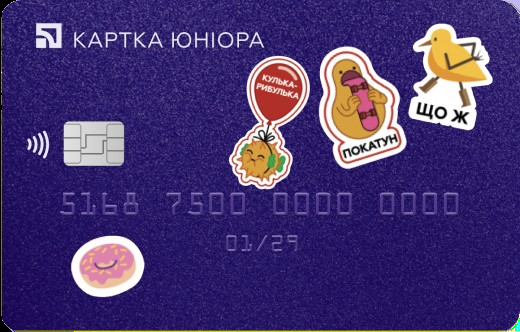 КАРТКА ЮНІОРА
КУЛЬКА-
РИБУЛЬКА
ПОКАТУН
ЩО Ж
5168 7500 0000 0000
01/29